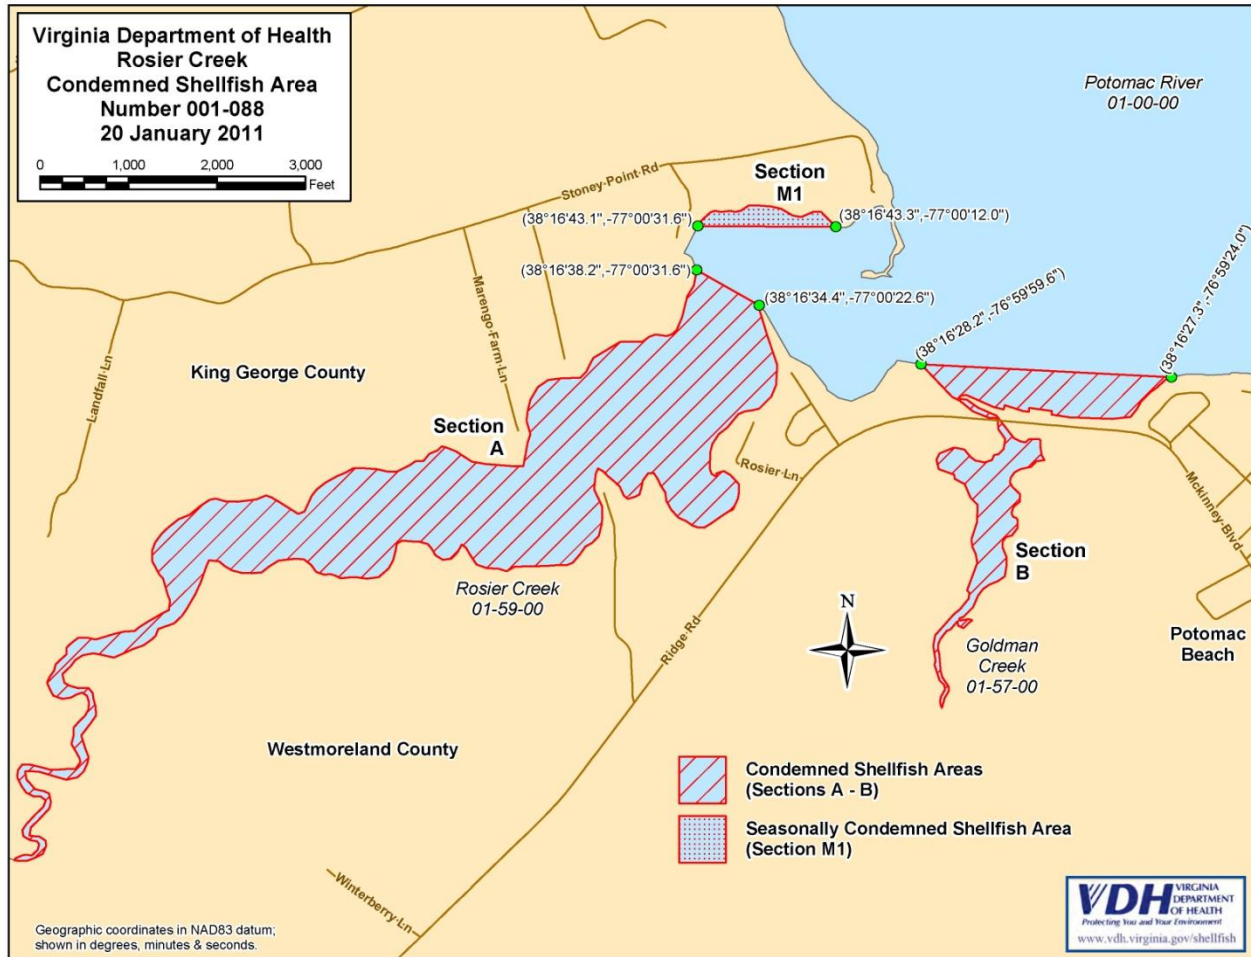 Virginia Department of Health
Rosier Creek
Condemned Shellfish Area
Number 001-088
20 January 2011
0 1,000 2,000 3,000
Feet
Potomac River
01-00-00
Stoney Point Rd
Section
M1
(38°16'43.1",-77°00'31.6")
(38°16'43.3",-77°00'12.0")
(38°16'38.2",-77°00'31.6")
(38°16'34.4",-77°00'22.6")
(38°16'28.2",-76°59'59.6")
(38°16'27.3",-76°59'24.0")
Marengo Farm Ln
Landfall Ln
King George County
Section
A
Rosier Ln
Mckinney Blvd
Section
B
Rosier Creek
01-59-00
Ridge Rd
N
Goldman
Creek
01-57-00
Potomac
Beach
Westmoreland County
Condemned Shellfish Areas
(Sections A - B)
Seasonally Condemned Shellfish Area
(Section M1)
Winterberry Ln
Geographic coordinates in NAD83 datum;
shown in degrees, minutes & seconds.
VDH VIRGINIA
DEPARTMENT
OF HEALTH
Protecting You and Your Environment
www.vdh.virginia.gov/shellfish